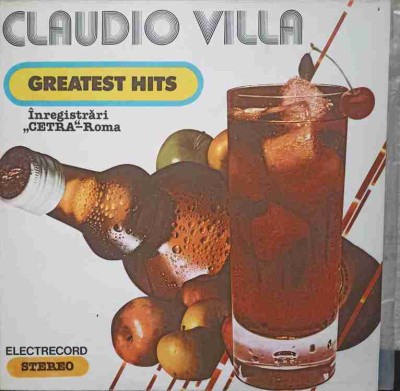 CLAUDIO VILLA
GREATEST HITS
Înregistrări
„CETRA"-Roma
ELECTRECORD
STEREO